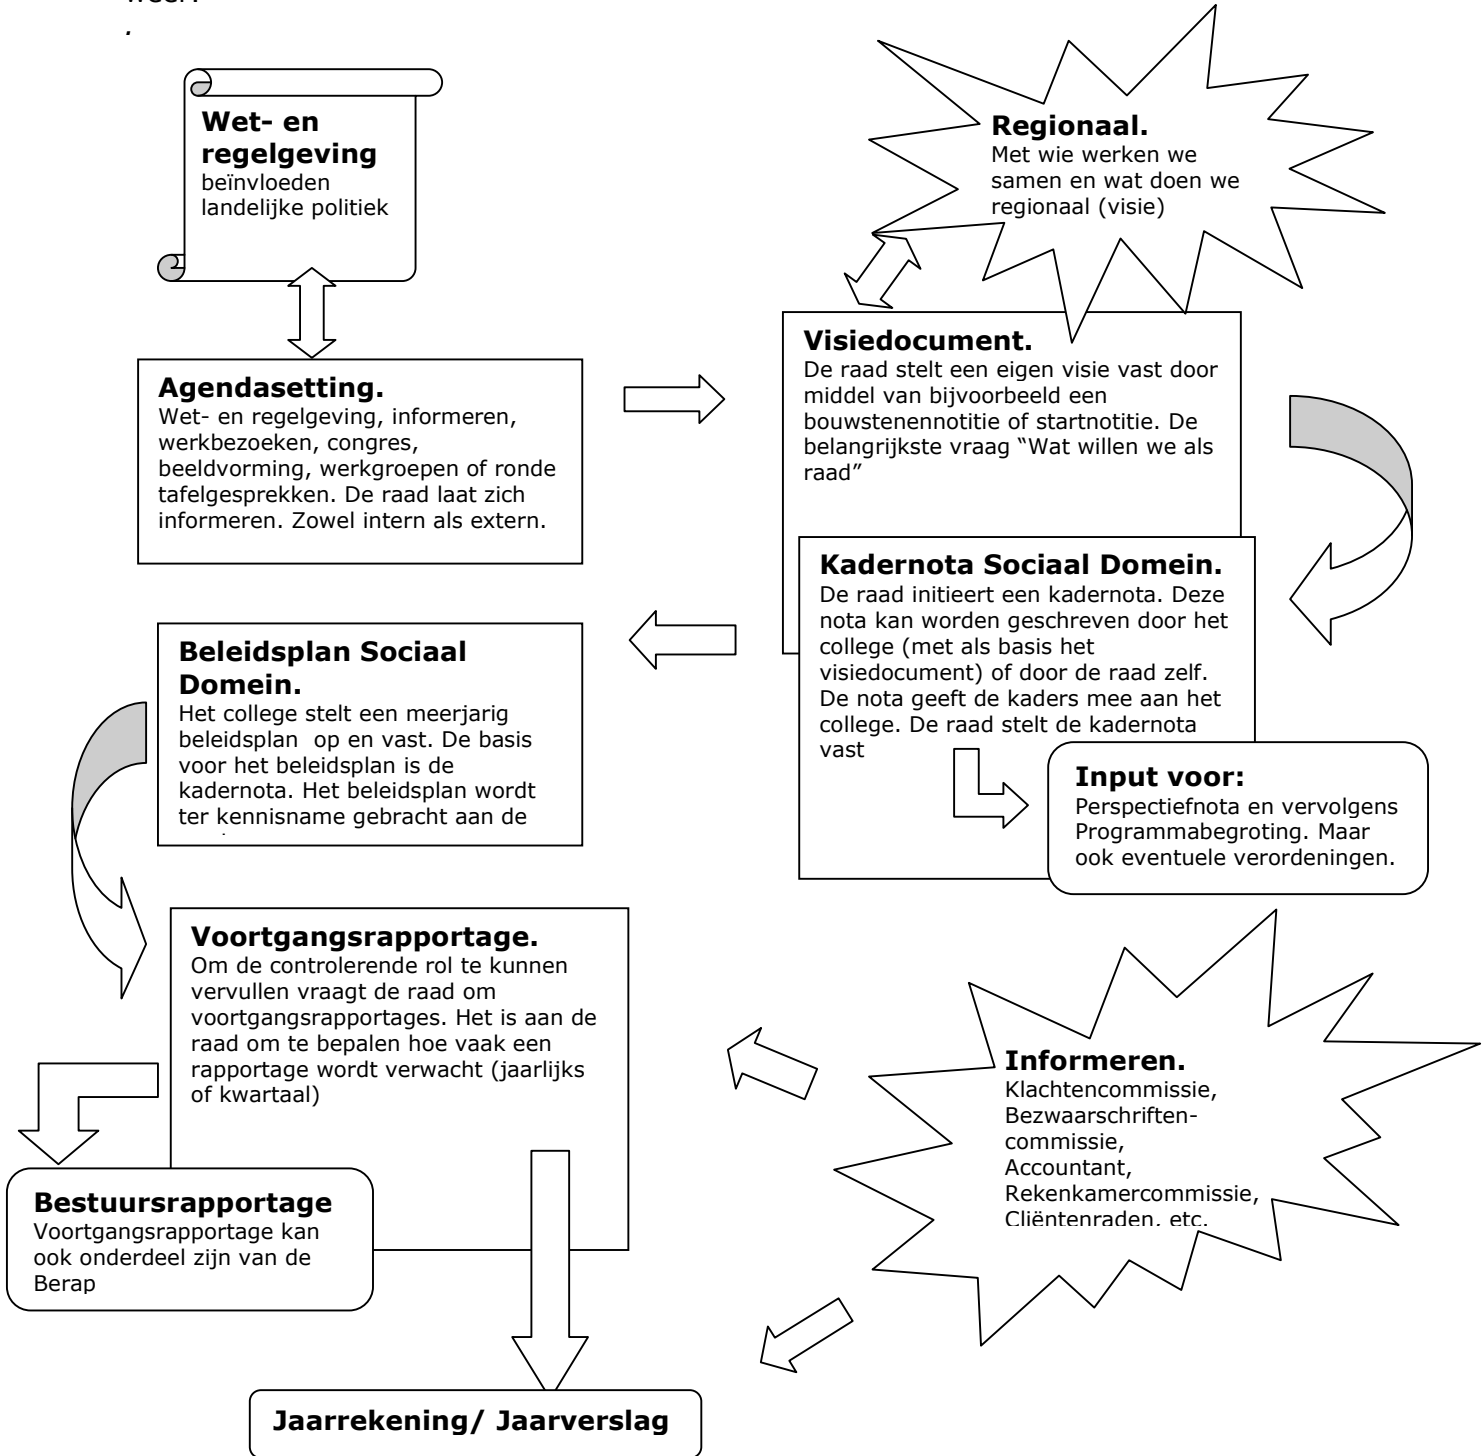 .
Wet- en
regelgeving
beïnvloeden
landelijke politiek
Regionaal.
Met wie werken we
samen en wat doen we
regionaal (visie)
Agendasetting.
Wet- en regelgeving, informeren,
werkbezoeken, congres,
beeldvorming, werkgroepen of ronde
tafelgesprekken. De raad laat zich
informeren. Zowel intern als extern.
Visiedocument.
De raad stelt een eigen visie vast door
middel van bijvoorbeeld een
bouwstenennotitie of startnotitie. De
belangrijkste vraag “Wat willen we als
raad”
Kadernota Sociaal Domein.
De raad initieert een kadernota. Deze
nota kan worden geschreven door het
college (met als basis het
visiedocument) of door de raad zelf.
De nota geeft de kaders mee aan het
college. De raad stelt de kadernota
vast
Input voor:
Perspectiefnota en vervolgens
Programmabegroting. Maar
ook eventuele verordeningen.
Beleidsplan Sociaal
Domein.
Het college stelt een meerjarig
beleidsplan  op en vast. De basis
voor het beleidsplan is de
kadernota. Het beleidsplan wordt
ter kennisname gebracht aan de
Voortgangsrapportage.
Om de controlerende rol te kunnen
vervullen vraagt de raad om
voortgangsrapportages. Het is aan de
raad om te bepalen hoe vaak een
rapportage wordt verwacht (jaarlijks
of kwartaal)
Informeren.
Klachtencommissie,
Bezwaarschriften-
commissie,
Accountant,
Rekenkamercommissie,
Cliëntenraden, etc.
Bestuursrapportage
Voortgangsrapportage kan
ook onderdeel zijn van de
Berap
Jaarrekening/ Jaarverslag